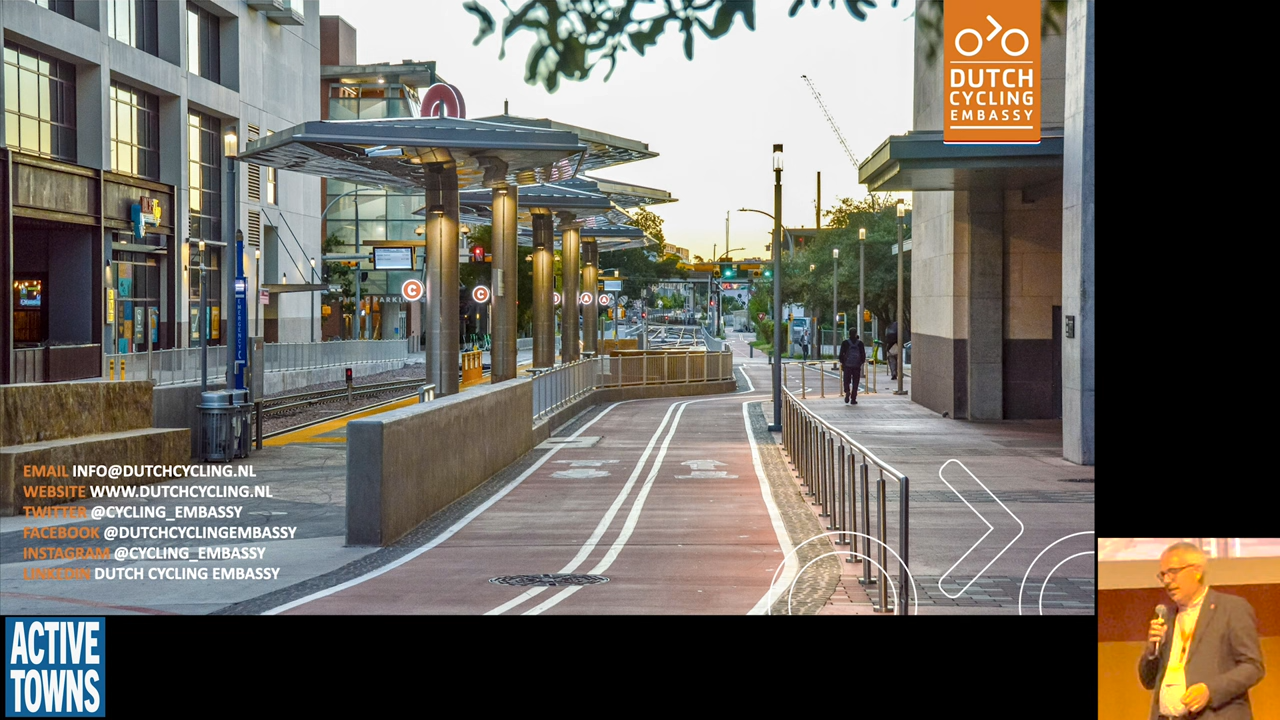 DUTCH
CYCLING
EMBASSY
C
C
A
A
EMERGENCY
EMAIL INFO@DUTCHCYCLING.NL
WEBSITE WWW.DUTCHCYCLING.NL
TWITTER @CYCLING_EMBASSY
FACEBOOK @DUTCHCYCLINGEMBASSY
INSTAGRAM @CYCLING_EMBASSY
LINKEDIN DUTCH CYCLING EMBASSY
ACTIVE
TOWNS